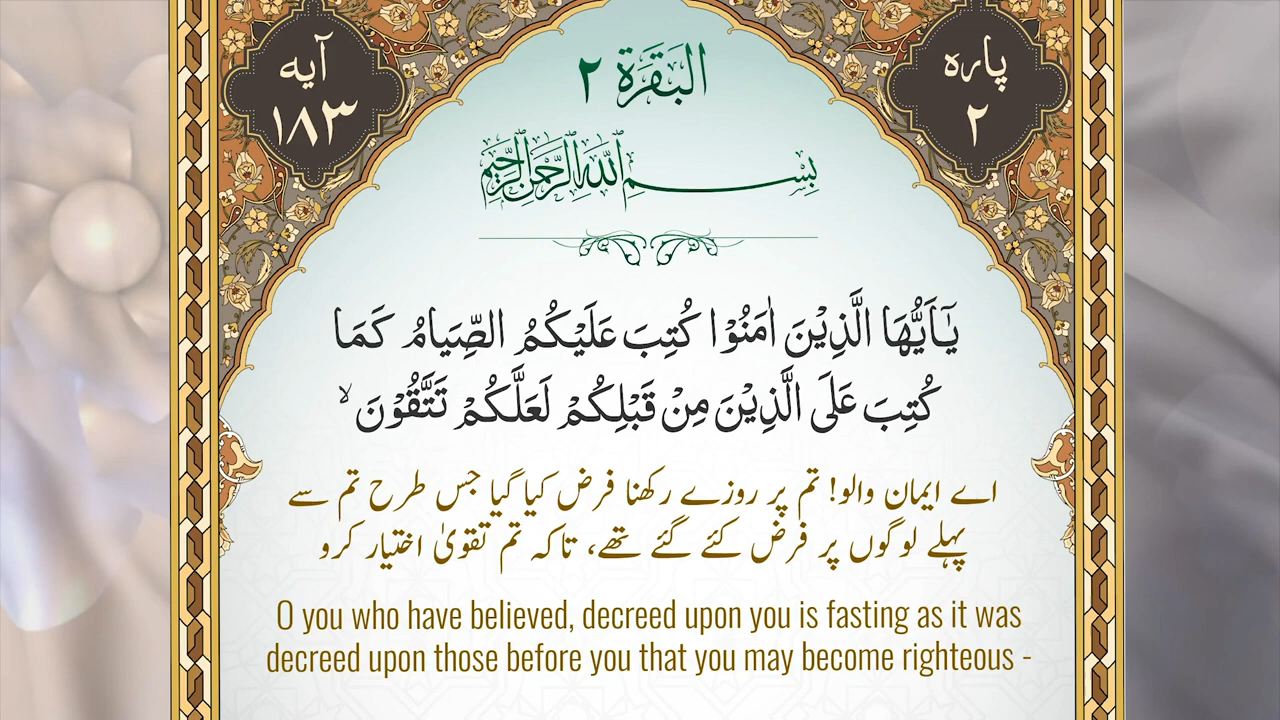 پاره
۲
آیه
۱۸۳
البَقَرَة ۲
بِسْمِ اللهِ الرَّحْمٰنِ الرَّحِيْمِ
يٰٓاَيُّهَا الَّذِيْنَ اٰمَنُوْا كُتِبَ عَلَيْكُمُ الصِّيَامُ كَمَا
كُتِبَ عَلَى الَّذِيْنَ مِنْ قَبْلِكُمْ لَعَلَّكُمْ تَتَّقُوْنَ ۙ
اے ایمان والو! تم پر روزے رکھنا فرض کیا گیا جس طرح تم سے
پہلے لوگوں پر فرض کئے گئے تھے، تاکہ تم تقویٰ اختیار کرو
O you who have believed, decreed upon you is fasting as it was
decreed upon those before you that you may become righteous -